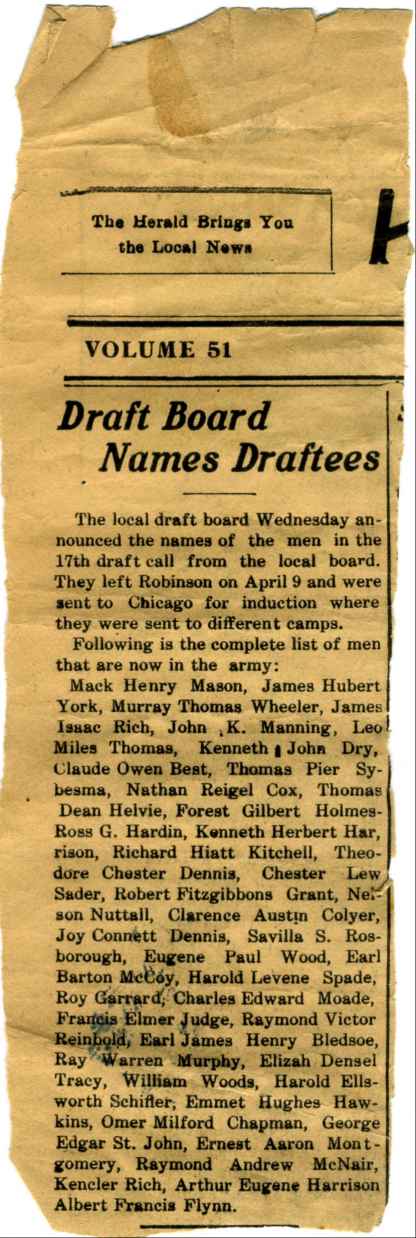 The Herald Brings You
the Local News
H
VOLUME 51
Draft Board
Names Draftees
The local draft board Wednesday an-
nounced the names of the men in the
17th draft call from the local board.
They left Robinson on April 9 and were
sent to Chicago for induction where
they were sent to different camps.
Following is the complete list of men
that are now in the army:
Mack Henry Mason, James Hubert
York, Murray Thomas Wheeler, James
Isaac Rich, John K. Manning, Leo
Miles Thomas, Kenneth John Dry,
Claude Owen Best, Thomas Pier Sy-
besma, Nathan Reigel Cox, Thomas
Dean Helvie, Forest Gilbert Holmes-
Ross G. Hardin, Kenneth Herbert Har,
rison, Richard Hiatt Kitchell, Theo-
dore Chester Dennis, Chester Lew
Sader, Robert Fitzgibbons Grant, Nel-
son Nuttall, Clarence Austin Colyer,
Joy Connett Dennis, Savilla S. Ros-
borough, Eugene Paul Wood, Earl
Barton McCoy, Harold Levene Spade,
Roy Garrard, Charles Edward Moade,
Francis Elmer Judge, Raymond Victor
Reinbold, Earl James Henry Bledsoe,
Ray Warren Murphy, Elizah Densel
Tracy, William Woods, Harold Ells-
worth Schifler, Emmet Hughes Haw-
kins, Omer Milford Chapman, George
Edgar St. John, Ernest Aaron Mont-
gomery, Raymond Andrew McNair,
Kencler Rich, Arthur Eugene Harrison
Albert Francis Flynn.